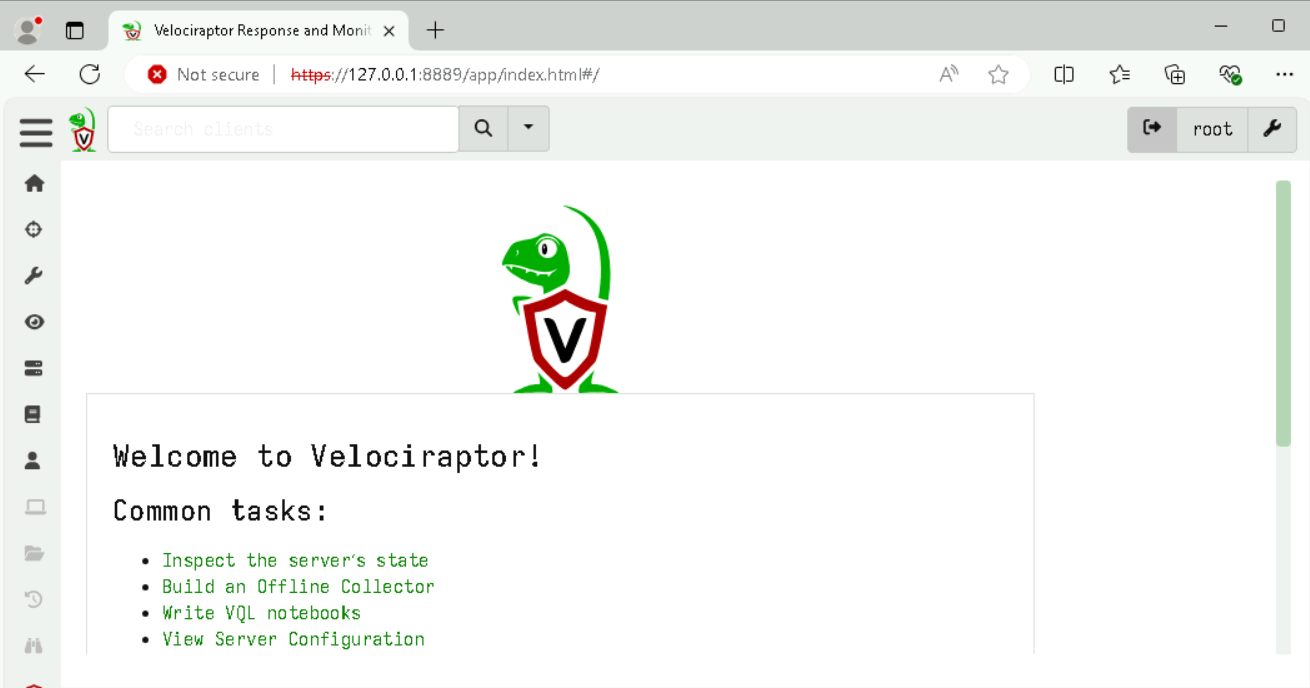 Velociraptor Response and Monit
Not secure
https://127.0.0.1:8889/app/index.html#/
Search clients
root
V
V
Welcome to Velociraptor!
Common tasks:
Inspect the server's state
Build an Offline Collector
Write VQL notebooks
View Server Configuration